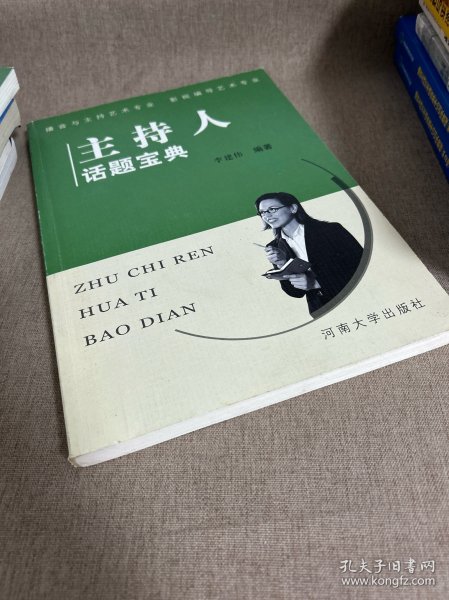 播音与主持艺术专业 影视编导艺术专业
主持人
话题宝典
李建伟 编著
ZHU CHI REN
HUA TI
BAO DIAN
河南大学出版社
孔夫子旧书网
www.kongfz.com